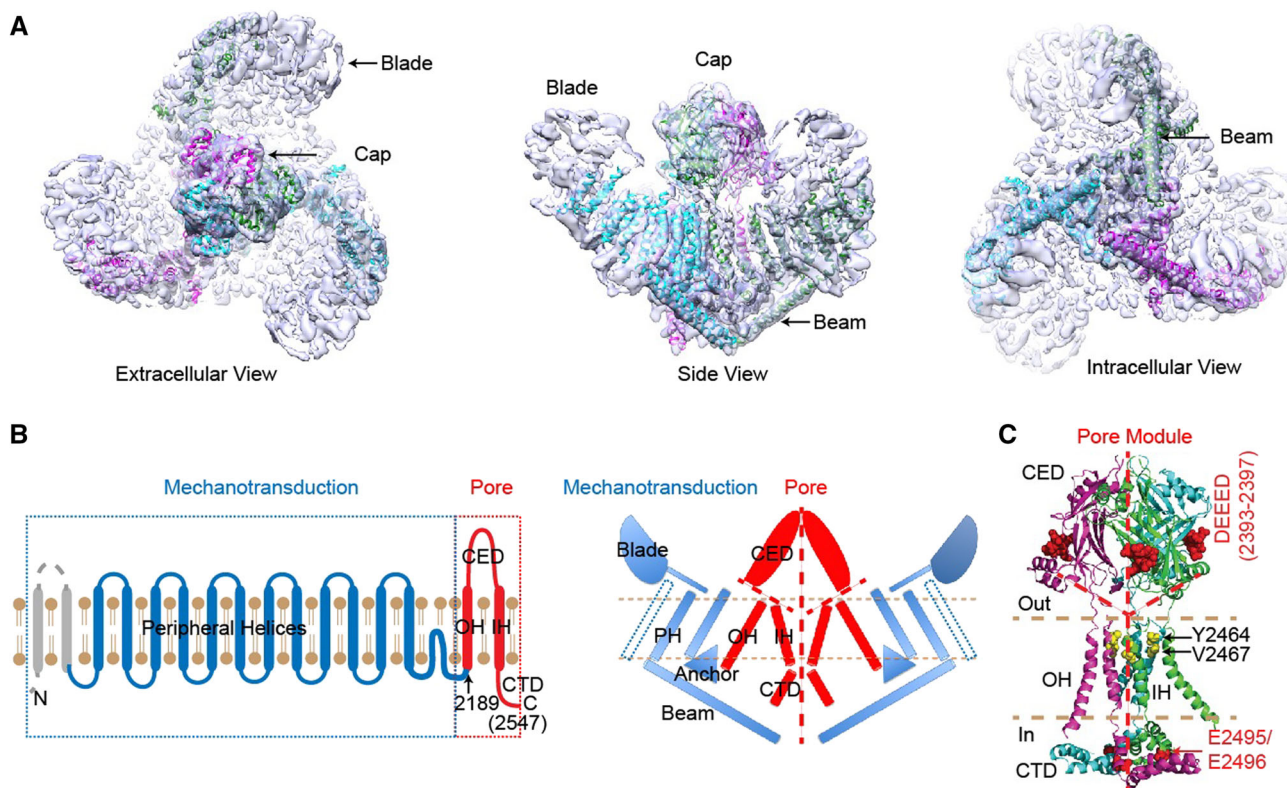 A
Blade
Cap
Extracellular View
Cap
Blade
Beam
Side View
Beam
Intracellular View
B
Mechanotransduction
Pore
CED
Peripheral Helices
OH IH
N
2189
CTD
C
(2547)
Mechanotransduction
Pore
Blade
CED
PH
OH
IH
Anchor
CTD
Beam
C
Pore Module
CED
DEEED
(2393-2397)
Out
Y2464
V2467
OH
IH
In
E2495/
E2496
CTD